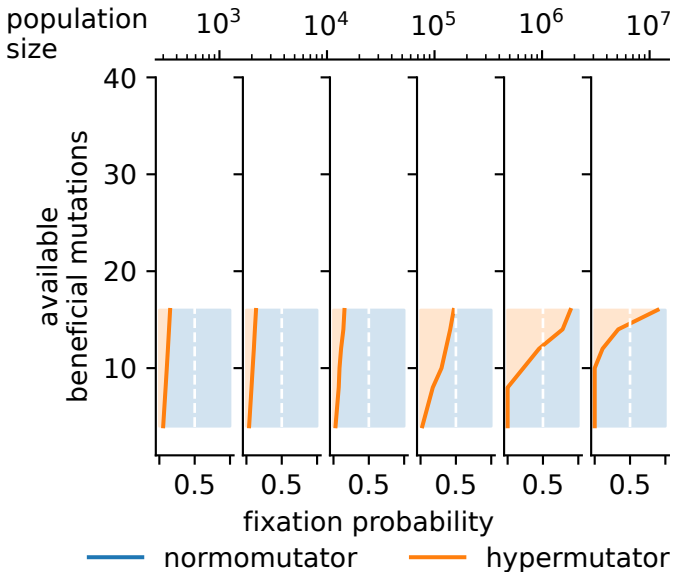 population
size
10³ 10⁴ 10⁵ 10⁶ 10⁷
40
30
20
10
available
beneficial mutations
0.5 0.5 0.5 0.5 0.5 0.5
fixation probability
normomutator hypermutator